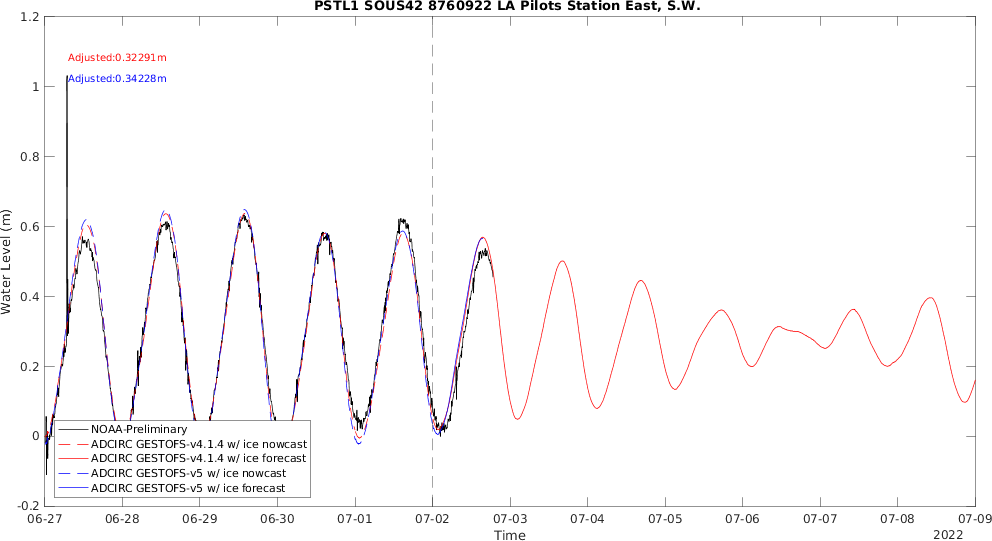 PSTL1 SOUS42 8760922 LA Pilots Station East, S.W.
Adjusted:0.32291m
Adjusted:0.34228m
Water Level (m)
1.2
1
0.8
0.6
0.4
0.2
0
-0.2
NOAA-Preliminary
ADCIRC GESTOFS-v4.1.4 w/ ice nowcast
ADCIRC GESTOFS-v4.1.4 w/ ice forecast
ADCIRC GESTOFS-v5 w/ ice nowcast
ADCIRC GESTOFS-v5 w/ ice forecast
06-27 06-28 06-29 06-30 07-01 07-02 07-03 07-04 07-05 07-06 07-07 07-08 07-09
Time
2022